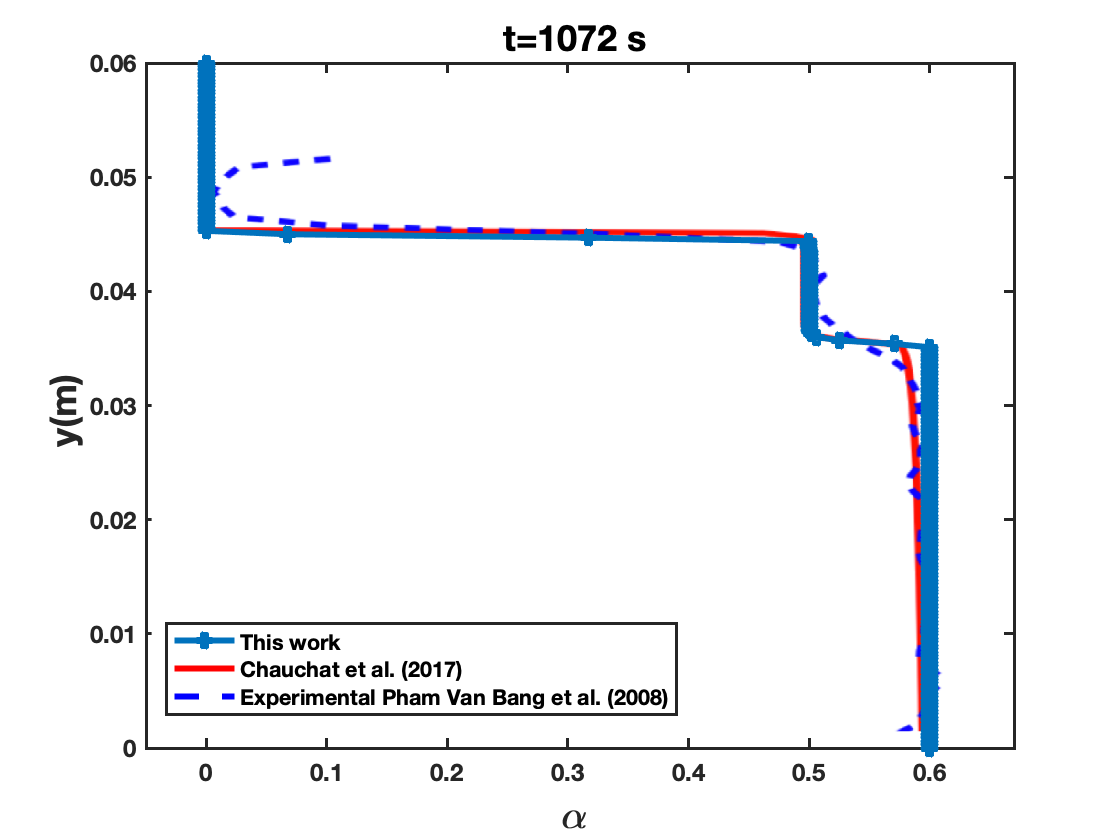 t=1072 s
0.06
0.05
0.04
0.03
0.02
0.01
0
y(m)
This work
Chauchat et al. (2017)
Experimental Pham Van Bang et al. (2008)
0 0.1 0.2 0.3 0.4 0.5 0.6
α